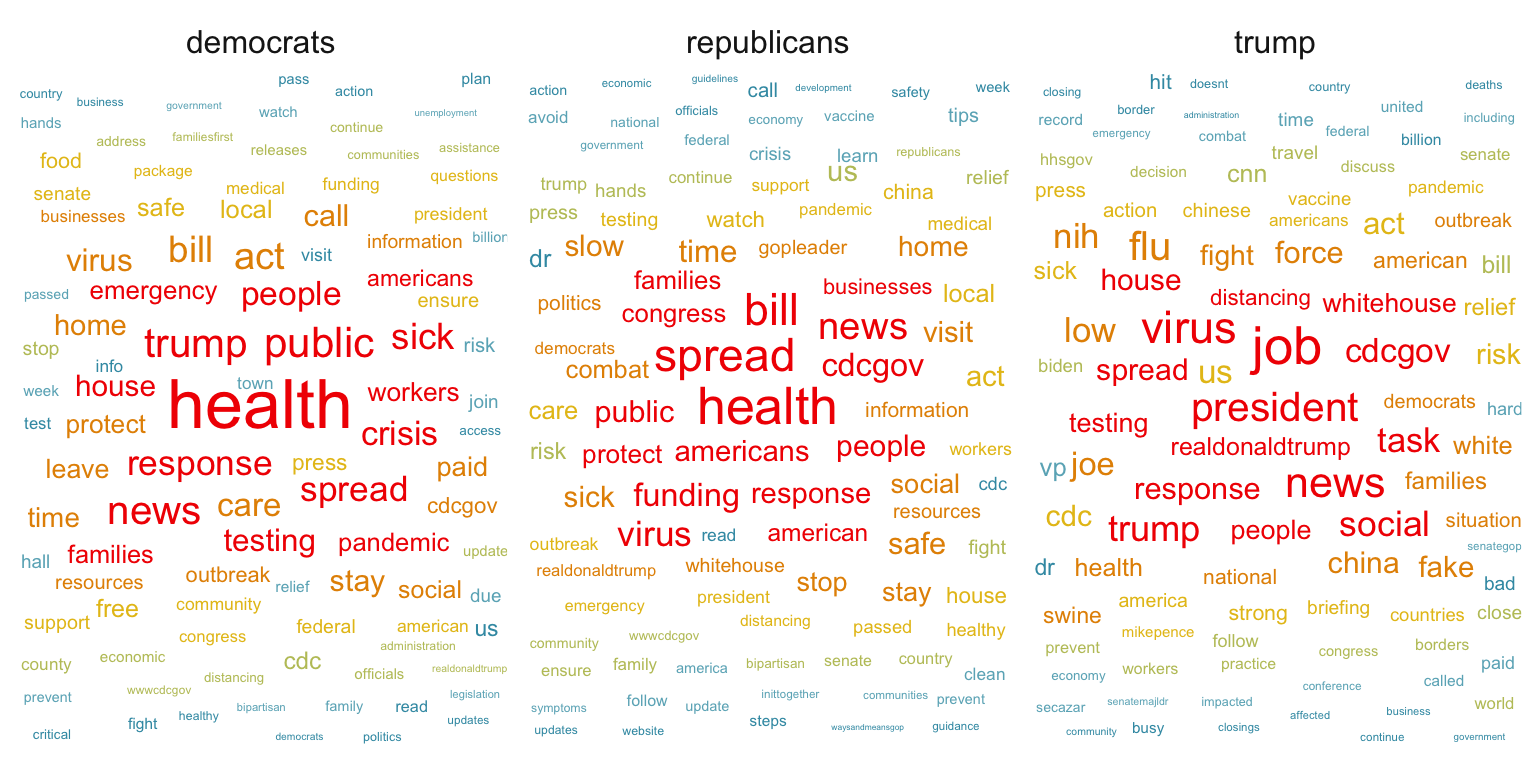 democrats
pass plan
country action
business government watch unemployment
hands continue
address familiesfirst
food releases communities assistance
package questions
senate medical funding
businesses safe local call president
virus bill act visit information billion
passed emergency people americans
ensure
home trump public sick risk
stop
info
week house town workers
health join
test protect crisis access
leave response press paid
spread
time news care cdcgov
testing pandemic update
hall families
resources outbreak relief stay social due
free community
support congress federal american us
administration
county economic cdc officials realdonaldtrump
distancing
prevent wwwcdcgov bipartisan family read legislation
fight healthy updates
critical democrats politics
republicans
action economic guidelines call development safety week
avoid national officials economy vaccine tips
government federal crisis learn republicans
trump hands continue support us china relief
press testing watch pandemic medical
dr slow time gopleader home
families businesses local
politics congress bill news visit
democrats spread cdcgov
combat act
care public health information
risk protect americans people workers
sick funding response social cdc
resources
outbreak virus read american safe fight
realdonaldtrump whitehouse stop stay house
emergency president
distancing passed healthy
community wwwcdcgov
ensure family america bipartisan senate country clean
symptoms follow update inittogether communities prevent
updates website steps waysandmeansgop guidance
trump
closing hit doesnt country deaths
record border administration time united including
emergency combat federal billion
hhsgov decision cnn travel discuss senate
press vaccine pandemic
action chinese americans act outbreak
nih flu fight force american bill
sick house
distancing whitehouse relief
low virus job cdcgov risk
biden spread us
testing president democrats hard
realdonaldtrump task white
vp joe response news families
cdc trump people social situation
senategop
dr health national china fake bad
swine america strong briefing countries close
prevent mikepence follow congress borders
economy workers practice conference called paid
secazar senatemajldr impacted affected business world
community busy closings continue government